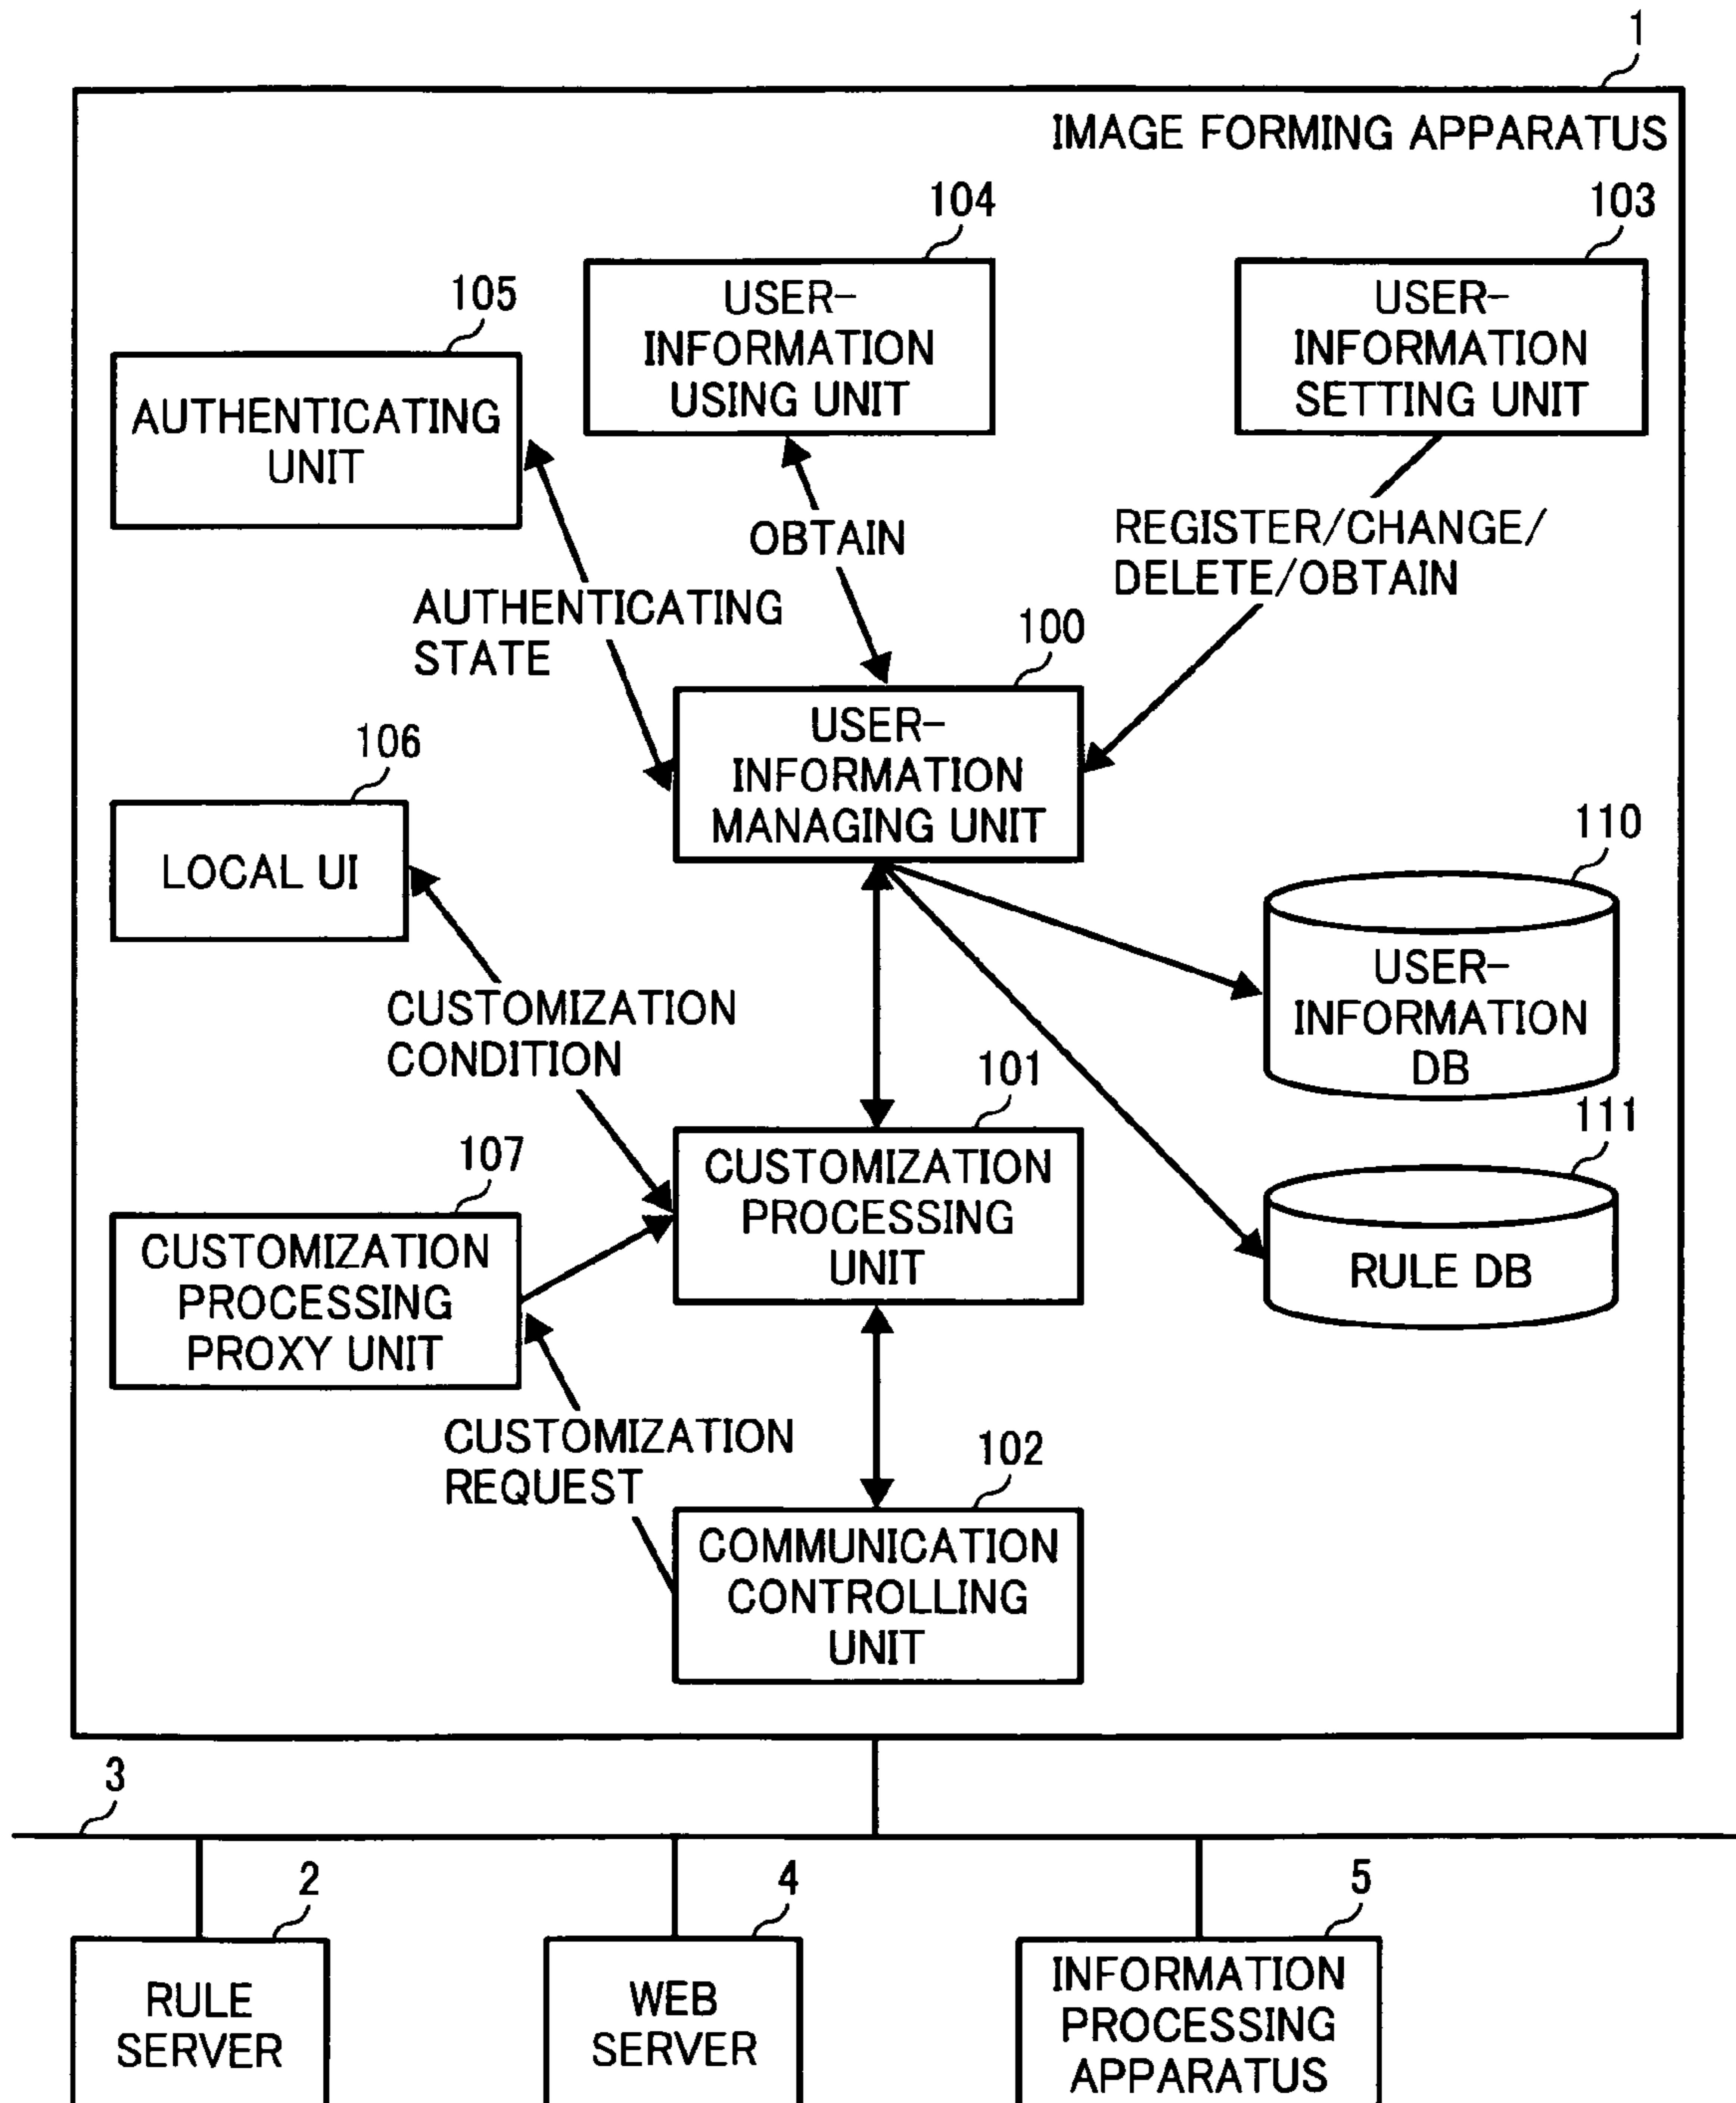 1
IMAGE FORMING APPARATUS
104
103
USER-
INFORMATION
USING UNIT
USER-
INFORMATION
SETTING UNIT
105
AUTHENTICATING
UNIT
OBTAIN
REGISTER/CHANGE/
DELETE/OBTAIN
AUTHENTICATING
STATE
100
USER-
INFORMATION
MANAGING UNIT
106
LOCAL UI
110
USER-
INFORMATION
DB
CUSTOMIZATION
CONDITION
101
CUSTOMIZATION
PROCESSING
UNIT
111
RULE DB
107
CUSTOMIZATION
PROCESSING
PROXY UNIT
CUSTOMIZATION
REQUEST
102
COMMUNICATION
CONTROLLING
UNIT
3
2
RULE
SERVER
4
WEB
SERVER
5
INFORMATION
PROCESSING
APPARATUS